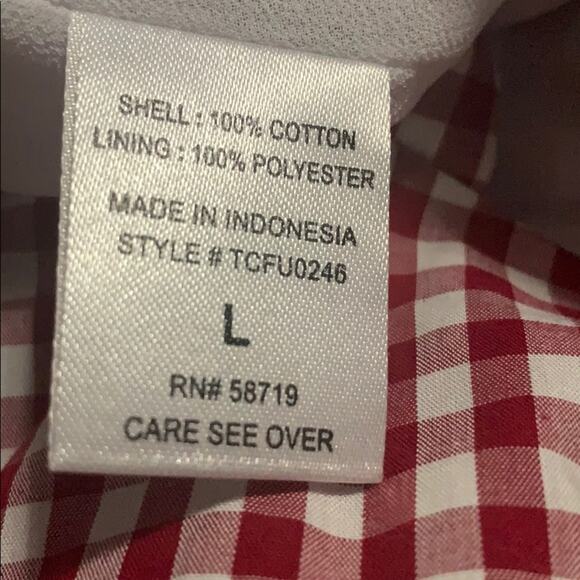 SHELL : 100% COTTON
LINING : 100% POLYESTER
MADE IN INDONESIA
STYLE # TCFU0246
L
RN# 58719
CARE SEE OVER